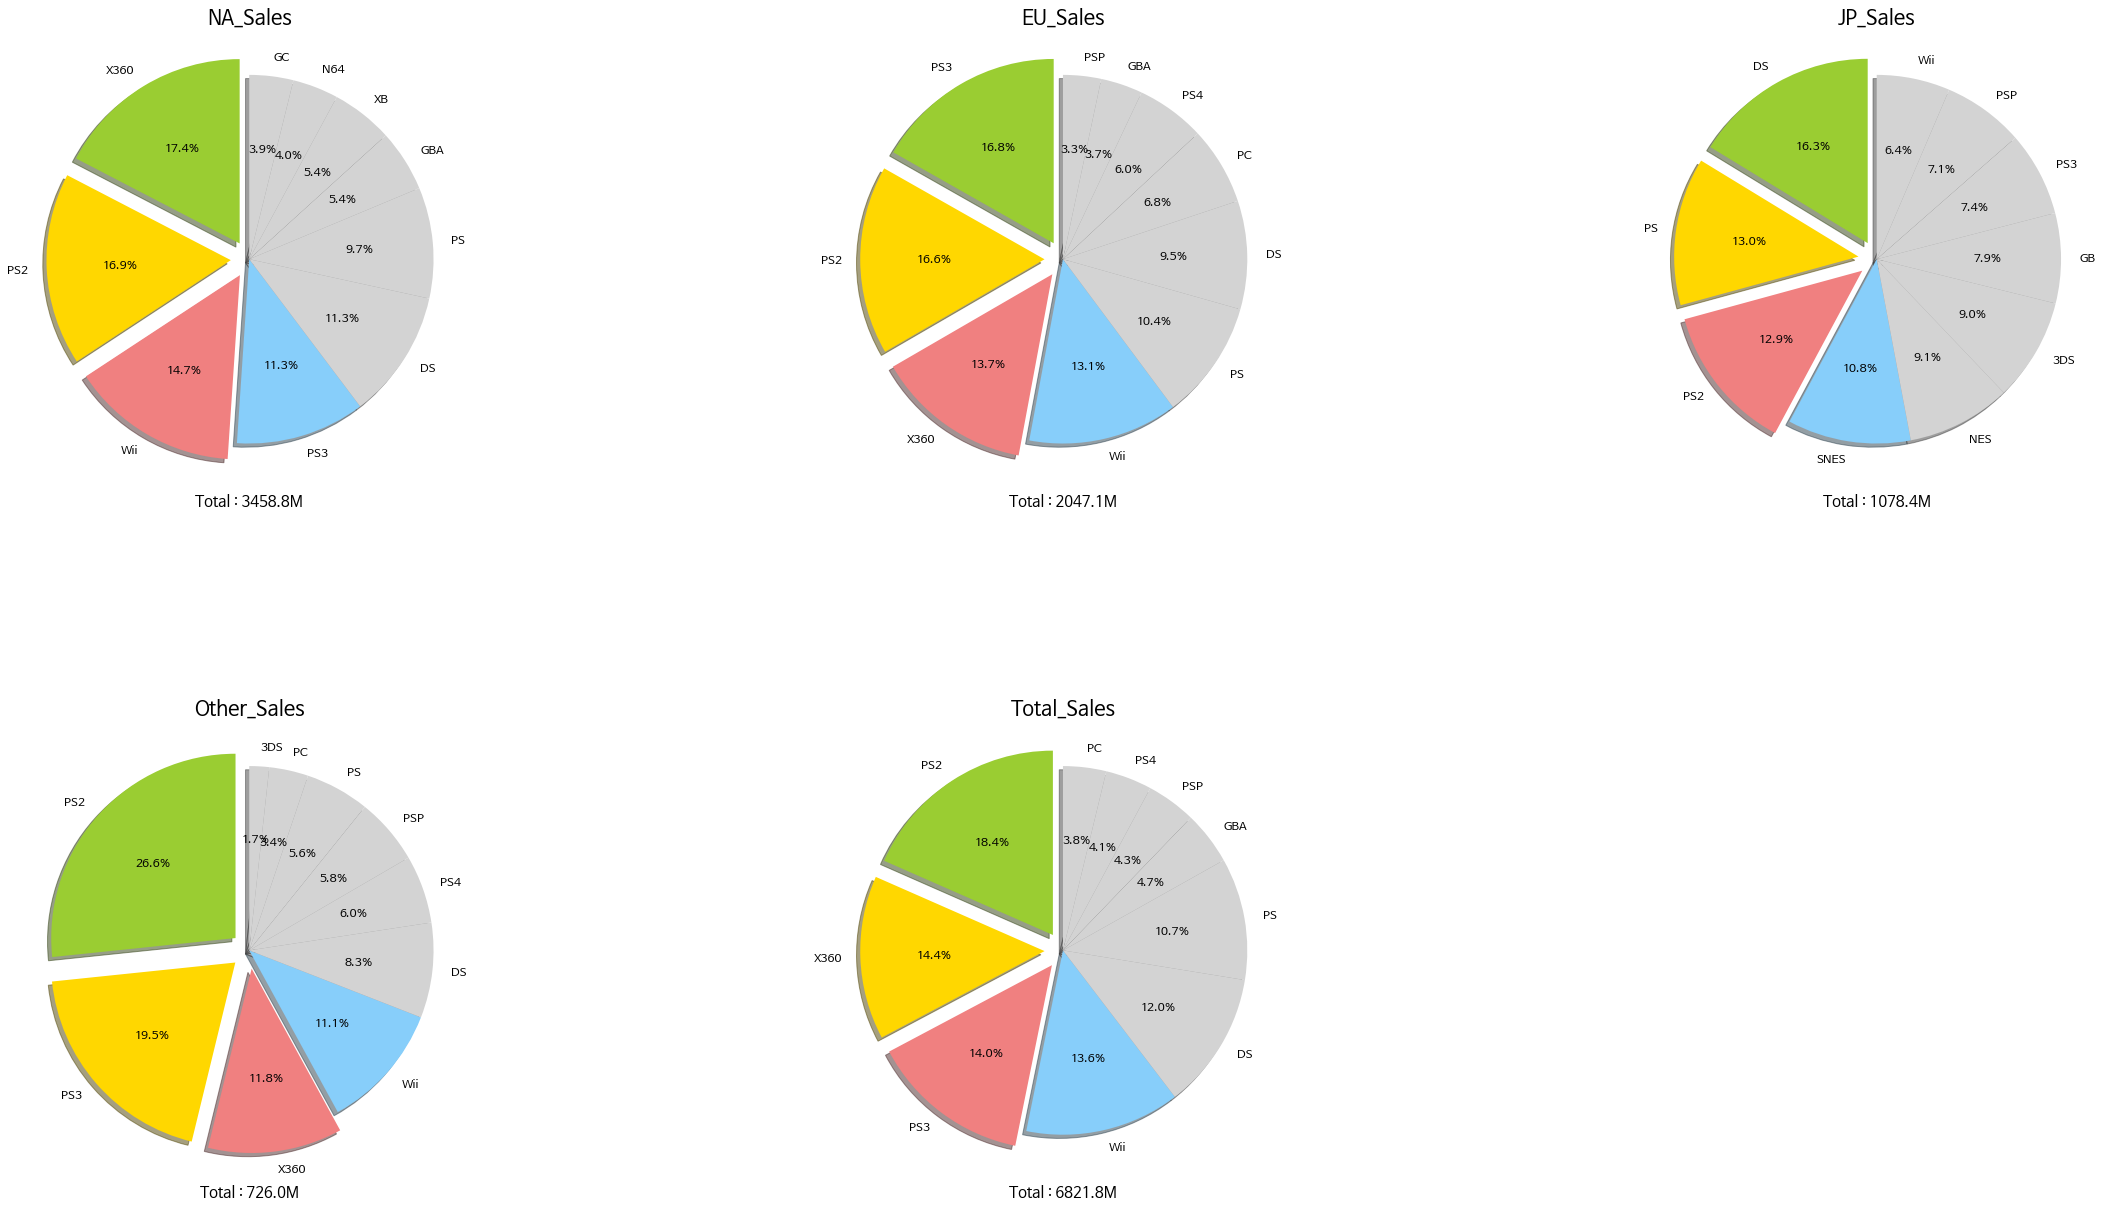 NA_Sales
GC
N64
XB
GBA
PS
DS
PS3
Wii
PS2
X360
3.9%
4.0%
5.4%
5.4%
9.7%
11.3%
11.3%
14.7%
16.9%
17.4%
Total : 3458.8M
EU_Sales
PSP
GBA
PS4
PC
DS
PS
Wii
X360
PS2
PS3
3.3%
3.7%
6.0%
6.8%
9.5%
10.4%
13.1%
13.7%
16.6%
16.8%
Total : 2047.1M
JP_Sales
Wii
PSP
PS3
GB
3DS
NES
SNES
PS2
PS
DS
6.4%
7.1%
7.4%
7.9%
9.0%
9.1%
10.8%
12.9%
13.0%
16.3%
Total : 1078.4M
Other_Sales
3DS
PC
PS
PSP
PS4
DS
Wii
X360
PS3
PS2
1.7%
3.4%
5.6%
5.8%
6.0%
8.3%
11.1%
11.8%
19.5%
26.6%
Total : 726.0M
Total_Sales
PC
PS4
PSP
GBA
PS
DS
Wii
PS3
X360
PS2
3.8%
4.1%
4.3%
4.7%
10.7%
12.0%
13.6%
14.0%
14.4%
18.4%
Total : 6821.8M